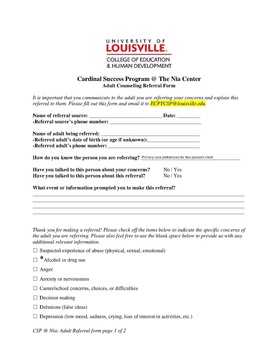 UNIVERSITY OF
LOUISVILLE.
COLLEGE OF EDUCATION
& HUMAN DEVELOPMENT
Cardinal Success Program @ The Nia Center
Adult Counseling Referral Form
It is important that you communicate to the adult you are referring your concerns and explain this
referral to them. Please fill out this form and email it to ECPYCSP@louisville.edu.
Name of referral source: Date:
-Referral source's phone number:
Name of adult being referred:
-Referred adult's date of birth (or age if unknown):
-Referred adult's phone number:
How do you know the person you are referring? Primary care pediatrician for this person's child
Have you talked to this person about your concerns? No | Yes
Have you talked to this person about this referral? No | Yes
What event or information prompted you to make this referral?
Thank you for making a referral! Please check off the items below to indicate the specific concerns of
the adult you are referring. Please also feel free to use the blank space below to provide us with any
additional relevant information.
☐ Suspected experience of abuse (physical, sexual, emotional)
☐ *Alcohol or drug use
☐ Anger
☐ Anxiety or nervousness
☐ Career/school concerns, choices, or difficulties
☐ Decision making
☐ Delusions (false ideas)
☐ Depression (low mood, sadness, crying, loss of interest in activities, etc.)
CSP @ Nia: Adult Referral form page 1 of 2